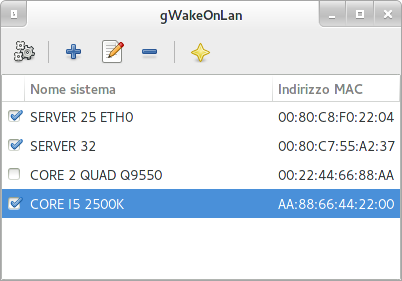 gWakeOnLan
Nome sistema Indirizzo MAC
SERVER 25 ETH0 00:80:C8:F0:22:04
SERVER 32 00:80:C7:55:A2:37
CORE 2 QUAD Q9550 00:22:44:66:88:AA
CORE I5 2500K AA:88:66:44:22:00